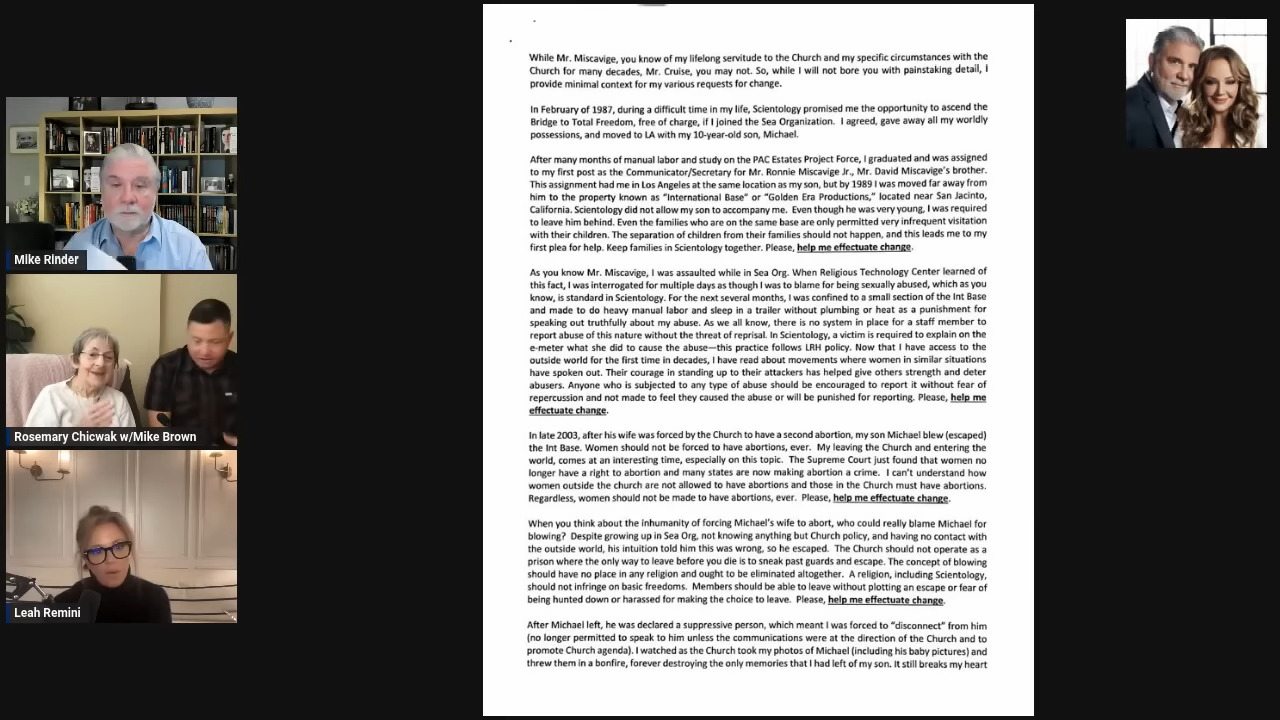 While Mr. Miscavige, you know of my lifelong servitude to the Church and my specific circumstances with the
Church for many decades, Mr. Cruise, you may not. So, while I will not bore you with painstaking detail, I
provide minimal context for my various requests for change.
In February of 1987, during a difficult time in my life, Scientology promised me the opportunity to ascend the
Bridge to Total Freedom, free of charge, if I joined the Sea Organization. I agreed, gave away all my worldly
possessions, and moved to LA with my 10-year-old son, Michael.
After many months of manual labor and study on the PAC Estates Project Force, I graduated and was assigned
to my first post as the Communicator/Secretary for Mr. Ronnie Miscavige Jr., Mr. David Miscavige's brother.
This assignment had me in Los Angeles at the same location as my son, but by 1989 I was moved far away from
him to the property known as "International Base" or "Golden Era Productions," located near San Jacinto,
California. Scientology did not allow my son to accompany me. Even though he was very young, I was required
to leave him behind. Even the families who are on the same base are only permitted very infrequent visitation
with their children. The separation of children from their families should not happen, and this leads me to my
first plea for help. Keep families in Scientology together. Please, help me effectuate change.
As you know Mr. Miscavige, I was assaulted while in Sea Org. When Religious Technology Center learned of
this fact, I was interrogated for multiple days as though I was to blame for being sexually abused, which as you
know, is standard in Scientology. For the next several months, I was confined to a small section of the Int Base
and made to do heavy manual labor and sleep in a trailer without plumbing or heat as a punishment for
speaking out truthfully about my abuse. As we all know, there is no system in place for a staff member to
report abuse of this nature without the threat of reprisal. In Scientology, a victim is required to explain on the
e-meter what she did to cause the abuse—this practice follows LRH policy. Now that I have access to the
outside world for the first time in decades, I have read about movements where women in similar situations
have spoken out. Their courage in standing up to their attackers has helped give others strength and deter
abusers. Anyone who is subjected to any type of abuse should be encouraged to report it without fear of
repercussion and not made to feel they caused the abuse or will be punished for reporting. Please, help me
effectuate change.
In late 2003, after his wife was forced by the Church to have a second abortion, my son Michael blew (escaped)
the Int Base. Women should not be forced to have abortions, ever. My leaving the Church and entering the
world, comes at an interesting time, especially on this topic. The Supreme Court just found that women no
longer have a right to abortion and many states are now making abortion a crime. I can't understand how
women outside the church are not allowed to have abortions and those in the Church must have abortions.
Regardless, women should not be made to have abortions, ever. Please, help me effectuate change.
When you think about the inhumanity of forcing Michael's wife to abort, who could really blame Michael for
blowing? Despite growing up in Sea Org, not knowing anything but Church policy, and having no contact with
the outside world, his intuition told him this was wrong, so he escaped. The Church should not operate as a
prison where the only way to leave before you die is to sneak past guards and escape. The concept of blowing
should have no place in any religion and ought to be eliminated altogether. A religion, including Scientology,
should not infringe on basic freedoms. Members should be able to leave without plotting an escape or fear of
being hunted down or harassed for making the choice to leave. Please, help me effectuate change.
After Michael left, he was declared a suppressive person, which meant I was forced to "disconnect" from him
(no longer permitted to speak to him unless the communications were at the direction of the Church and to
promote Church agenda). I watched as the Church took my photos of Michael (including his baby pictures) and
threw them in a bonfire, forever destroying the only memories that I had left of my son. It still breaks my heart
Mike Rinder
Rosemary Chicwak w/Mike Brown
Leah Remini